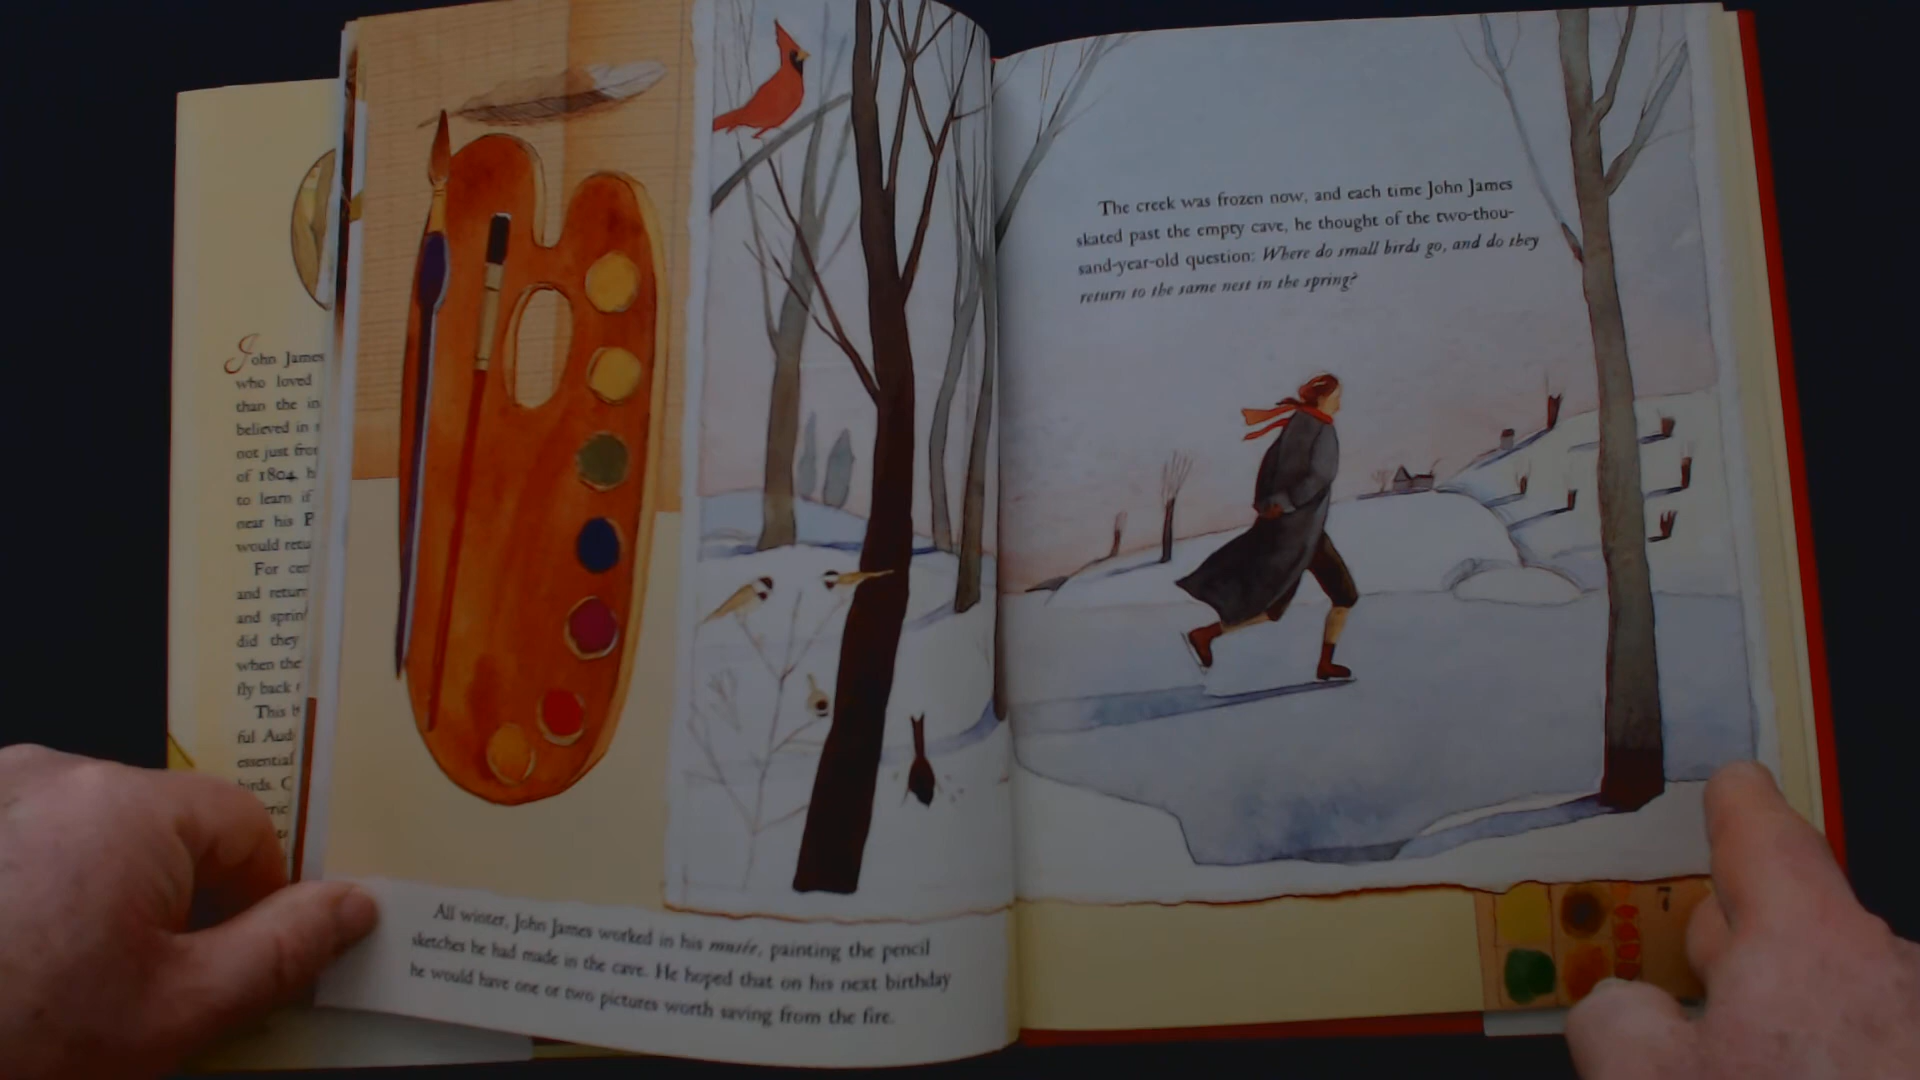 John James
who loved
than the in
believed in
not just fro
of 1804, h
to learn if
near his P
would retu
For cer
and return
and sprin
did they
when the
fly back
This b
ful Aud
essential
birds. C
All winter, John James worked in his musée, painting the pencil
sketches he had made in the cave. He hoped that on his next birthday
he would have one or two pictures worth saving from the fire.
The creek was frozen now, and each time John James
skated past the empty cave, he thought of the two-thou-
sand-year-old question: Where do small birds go, and do they
return to the same nest in the spring?